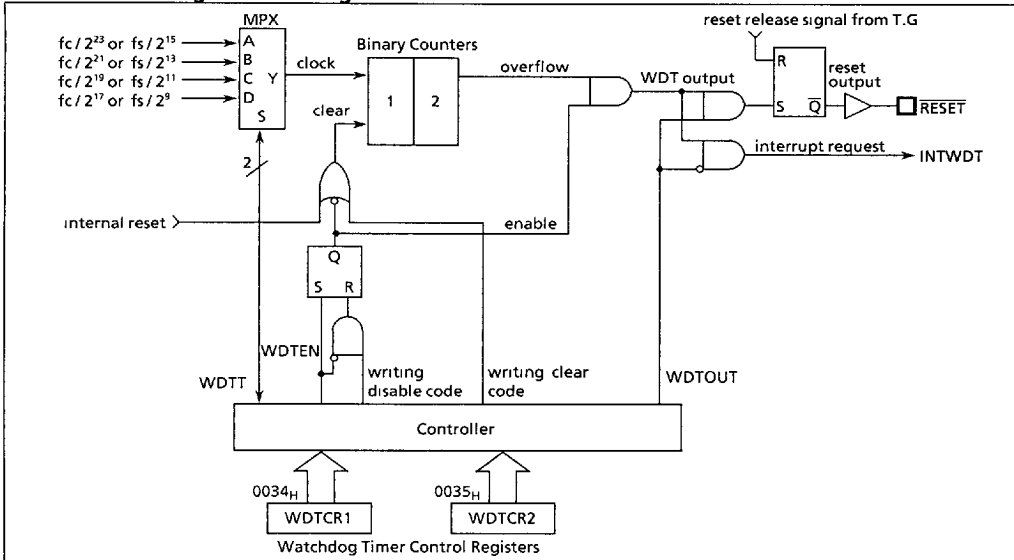 MPX
reset release signal from T.G
fc/2²³ or fs/2¹⁵
fc/2²¹ or fs/2¹³
fc/2¹⁹ or fs/2¹¹
fc/2¹⁷ or fs/2⁹
A
B
C Y
D
S
clock
Binary Counters
1 2
overflow
WDT output
R
S Q̅
reset output
R̅E̅S̅E̅T̅
clear
2
interrupt request
INTWDT
internal reset
enable
Q
S R
WDTEN
WDTT
writing disable code
writing clear code
WDTOUT
Controller
0034H
0035H
WDTCR1
WDTCR2
Watchdog Timer Control Registers